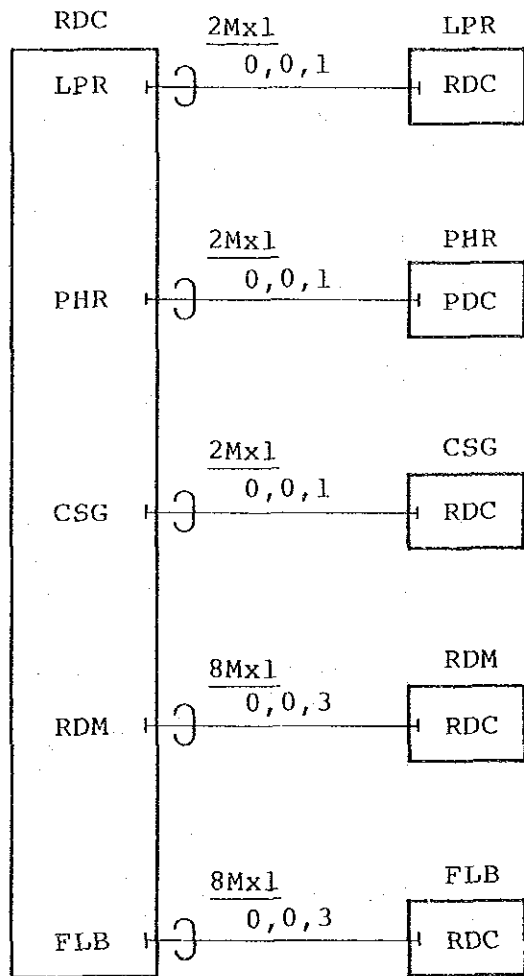 RDC 2Mx1 LPR
LPR 0,0,1 RDC
2Mx1 PHR
PHR 0,0,1 PDC
2Mx1 CSG
CSG 0,0,1 RDC
8Mx1 RDM
RDM 0,0,3 RDC
8Mx1 FLB
FLB 0,0,3 RDC